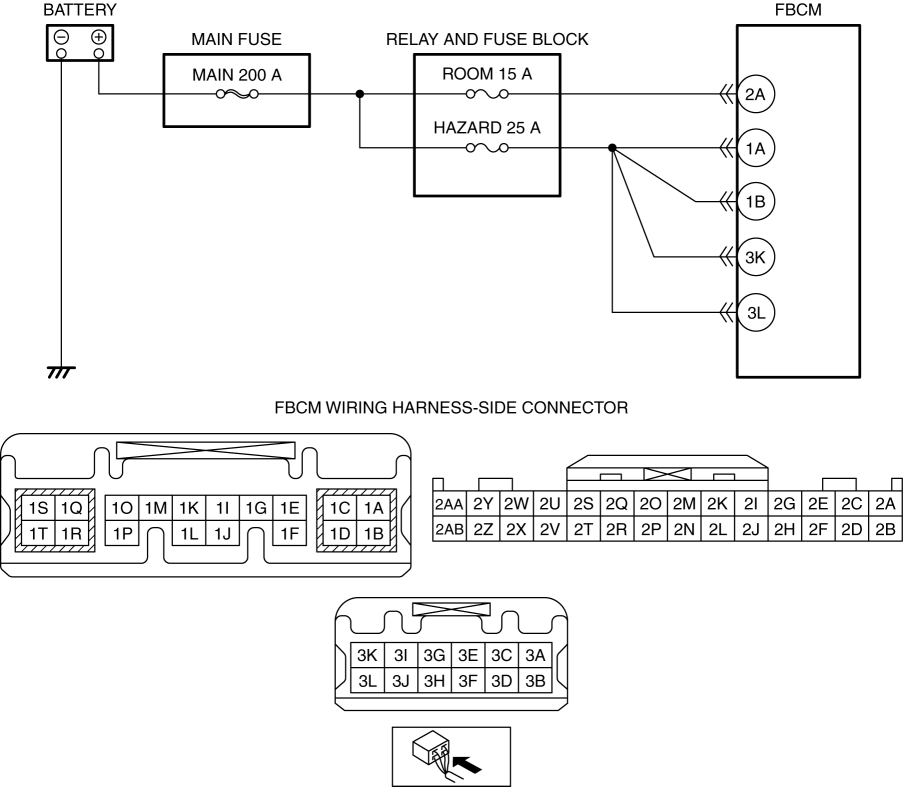 BATTERY
FBCM
MAIN FUSE
RELAY AND FUSE BLOCK
MAIN 200 A
ROOM 15 A
HAZARD 25 A
2A
1A
1B
3K
3L
FBCM WIRING HARNESS-SIDE CONNECTOR
1S 1Q 1O 1M 1K 1I 1G 1E 1C 1A
1T 1R 1P 1L 1J 1F 1D 1B
2AA 2Y 2W 2U 2S 2Q 2O 2M 2K 2I 2G 2E 2C 2A
2AB 2Z 2X 2V 2T 2R 2P 2N 2L 2J 2H 2F 2D 2B
3K 3I 3G 3E 3C 3A
3L 3J 3H 3F 3D 3B